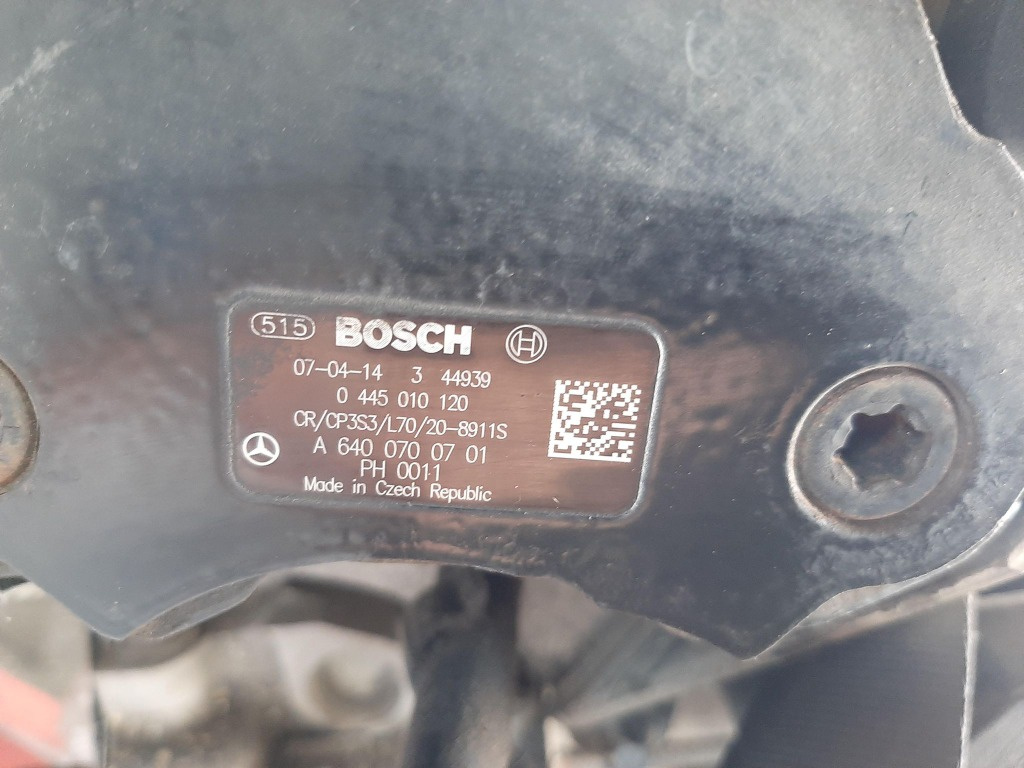 515 BOSCH
07-04-14 3 44939
0 445 010 120
CR/CP3S3/L70/20-8911S
A 640 070 07 01
PH 0011
Made in Czech Republic